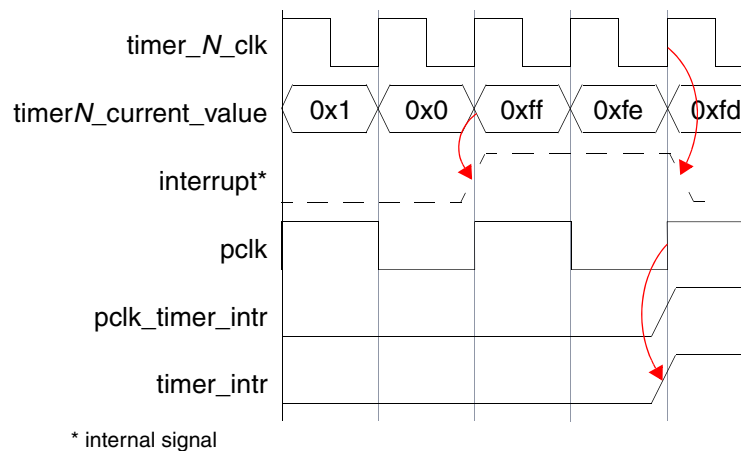 timer_N_clk
timerN_current_value 0x1 0x0 0xff 0xfe 0xfd
interrupt*
pclk
pclk_timer_intr
timer_intr
* internal signal